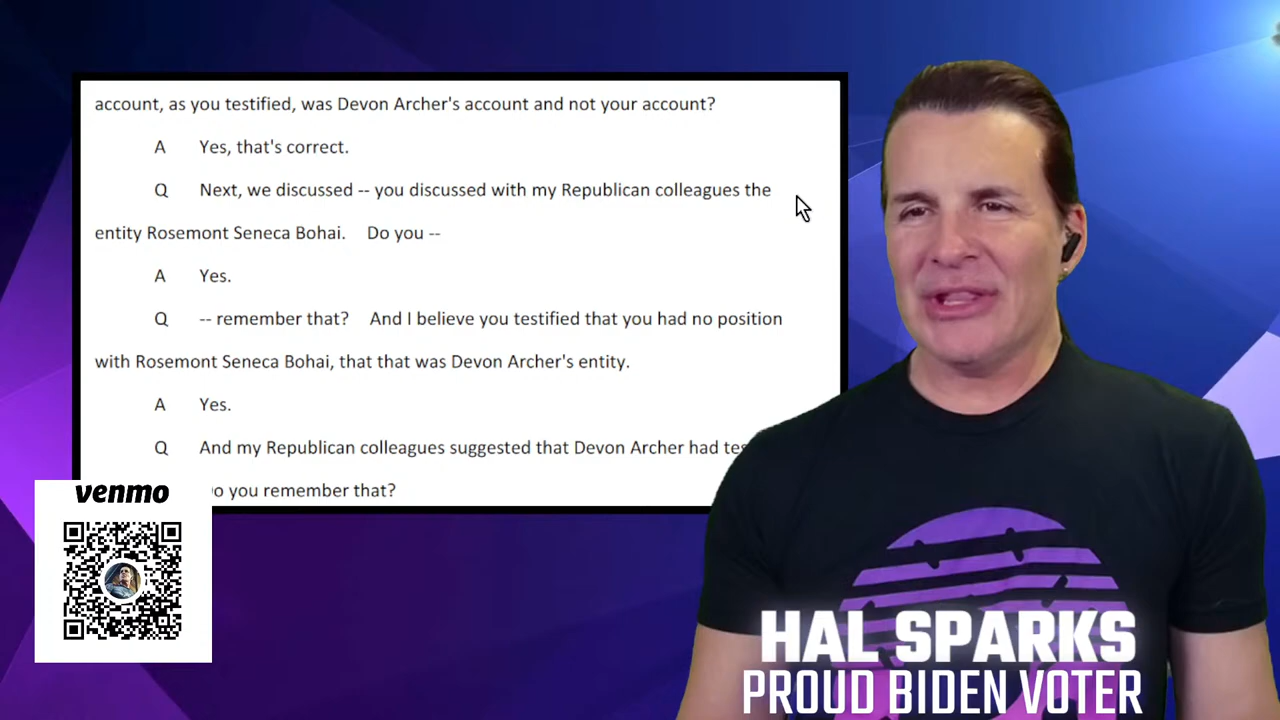 account, as you testified, was Devon Archer's account and not your account?
A Yes, that's correct.
Q Next, we discussed -- you discussed with my Republican colleagues the
entity Rosemont Seneca Bohai. Do you --
A Yes.
Q -- remember that? And I believe you testified that you had no position
with Rosemont Seneca Bohai, that that was Devon Archer's entity.
A Yes.
Q And my Republican colleagues suggested that Devon Archer had
you remember that?
venmo
HAL SPARKS
PROUD BIDEN VOTER